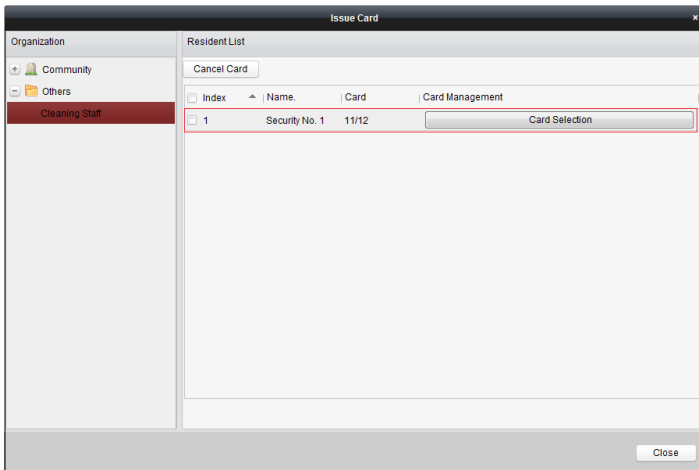 Issue Card ×
Organization
Resident List
Community
Others
Cleaning Staff
Cancel Card
Index Name. Card Card Management
1 Security No. 1 11/12 Card Selection
Close